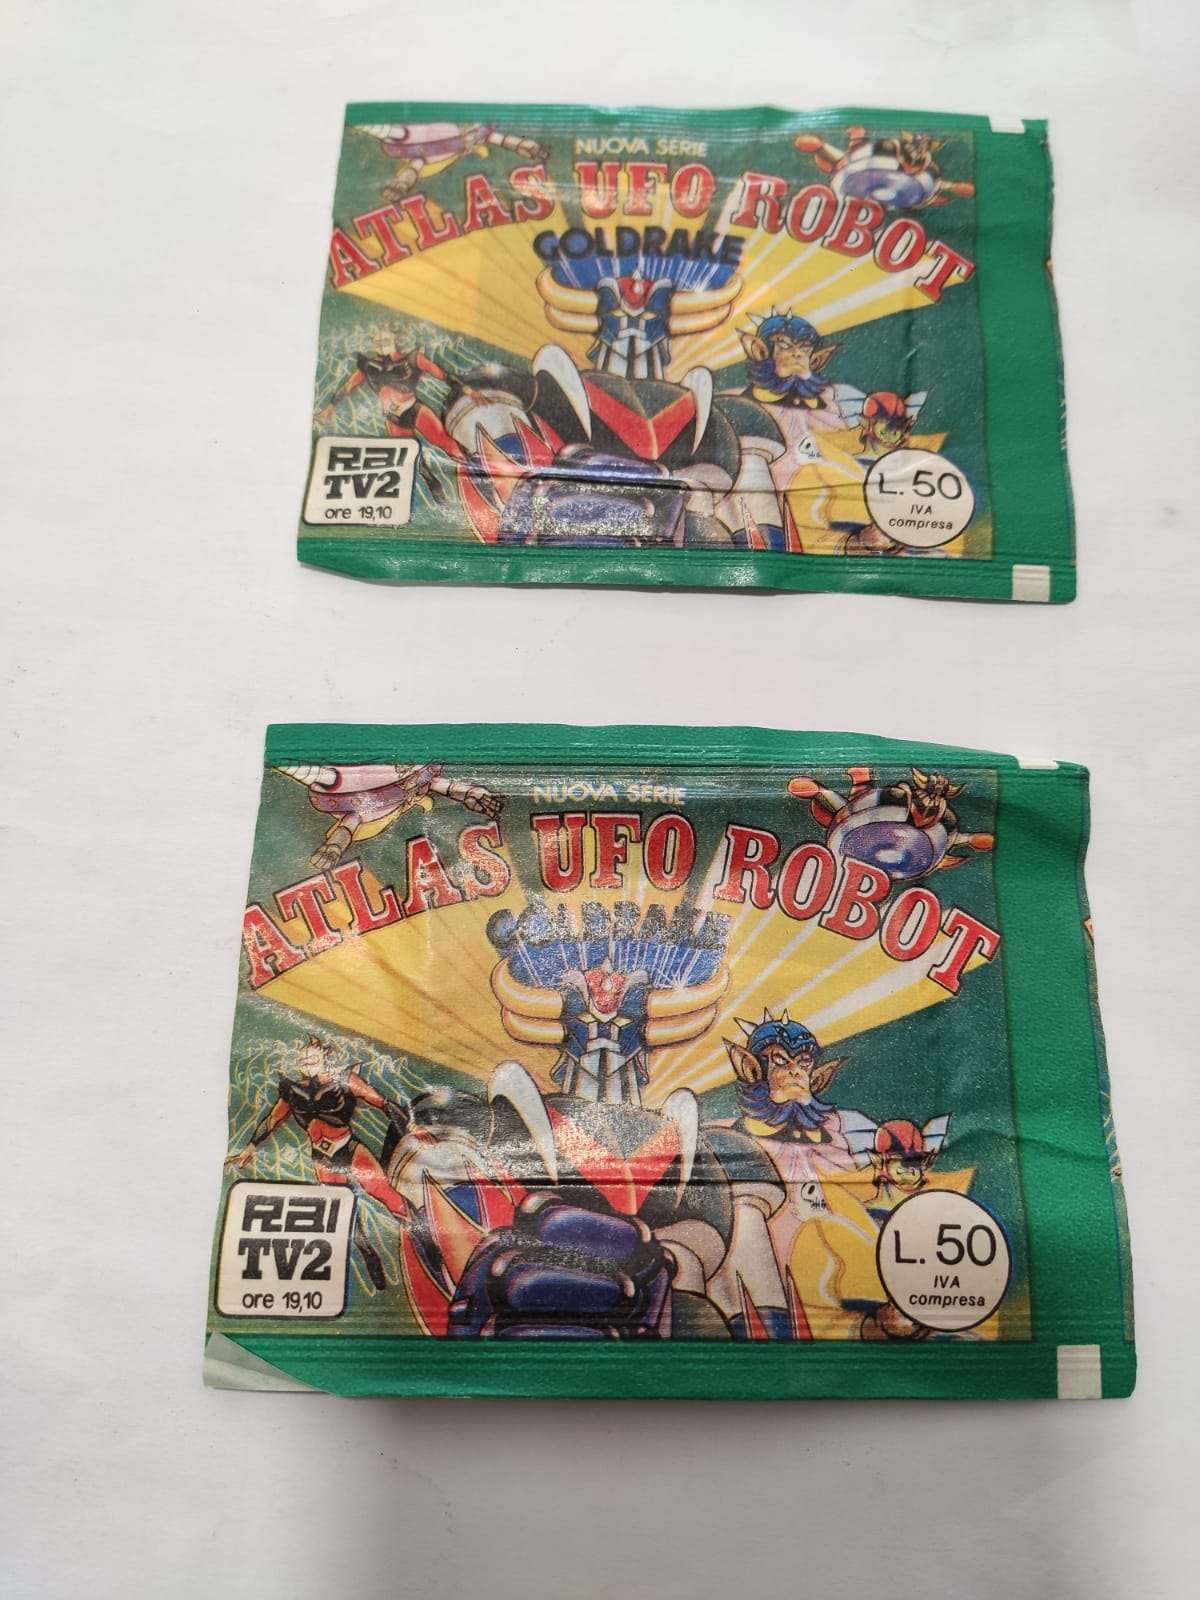 NUOVA SERIE
ATLAS UFO ROBOT
GOLDRAKE
RAI
TV2
ore 19,10
L. 50
IVA
compresa
NUOVA SERIE
ATLAS UFO ROBOT
GOLDRAKE
RAI
TV2
ore 19,10
L. 50
IVA
compresa